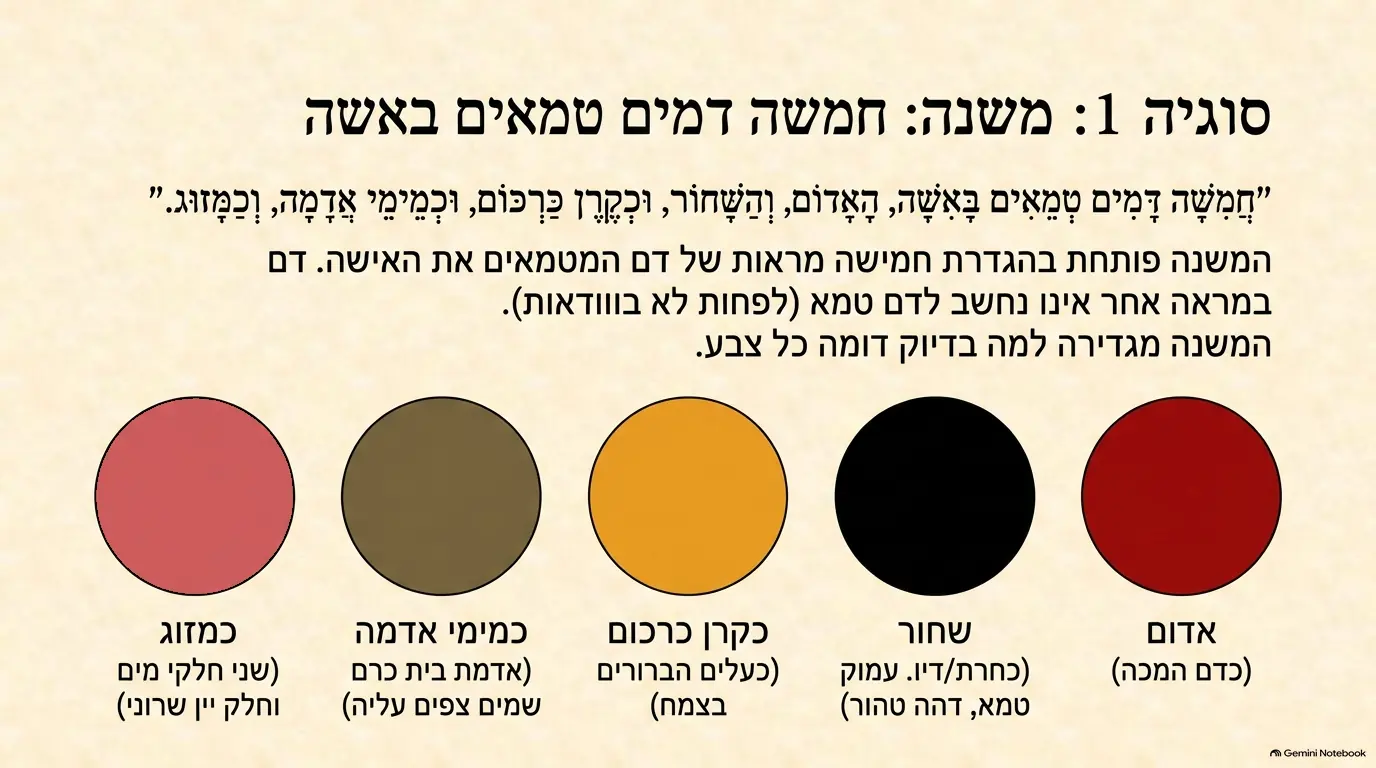 סוגיה 1: משנה: חמשה דמים טמאים באשה
"חֲמִשָּׁה דָּמִים טְמֵאִים בָּאִשָּׁה, הָאָדוֹם, וְהַשָּׁחוֹר, וּכְקֶרֶן כַּרְכּוֹם, וּכְמֵימֵי אֲדָמָה, וְכַמָּזוּג."
המשנה פותחת בהגדרת חמישה מראות של דם המטמאים את האישה. דם
במראה אחר אינו נחשב לדם טמא (לפחות לא בווודאות).
המשנה מגדירה למה בדיוק דומה כל צבע.
אדום
(כדם המכה)
שחור
(כחרת/דיו. עמוק
טמא, דהה טהור)
כקרן כרכום
(כעלים הברורים
בצמח)
כמימי אדמה
(אדמת בית כרם
שמים צפים עליה)
כמזוג
(שני חלקי מים
וחלק יין שרוני)
Gemini Notebook